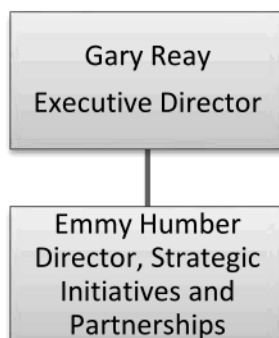 Gary Reay
Executive Director
Emmy Humber
Director, Strategic
Initiatives and
Partnerships